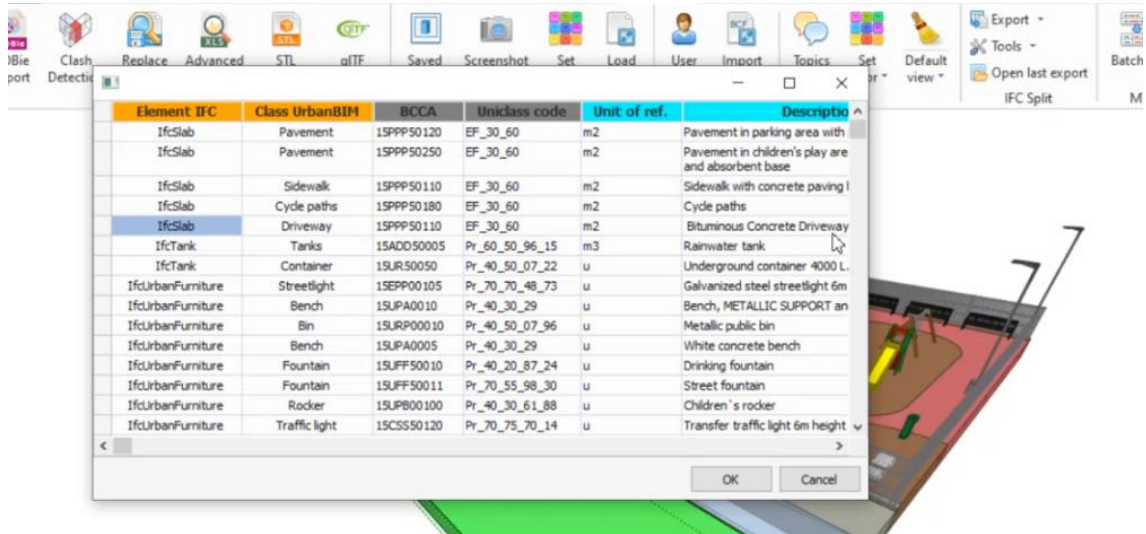 Clash
Replace
Advanced
STL
glTF
Saved
Screenshot
Set
Load
User
Import
Topics
Set
Default
view
Export
Tools
Open last export
IFC Split
Batch
Element IFC Class UrbanBIM BCCA Uniclass code Unit of ref. Descriptio
IfcSlab Pavement 15PPP50120 EF_30_60 m2 Pavement in parking area with
IfcSlab Pavement 15PPP50250 EF_30_60 m2 Pavement in children's play are
and absorbent base
IfcSlab Sidewalk 15PPP50110 EF_30_60 m2 Sidewalk with concrete paving
IfcSlab Cycle paths 15PPP50180 EF_30_60 m2 Cycle paths
IfcSlab Driveway 15PPP50110 EF_30_60 m2 Bituminous Concrete Driveway
IfcTank Tanks 15ADD50005 Pr_60_50_96_15 m3 Rainwater tank
IfcTank Container 15UR50050 Pr_40_50_07_22 u Underground container 4000 L.
IfcUrbanFurniture Streetlight 15EPP00105 Pr_70_70_48_73 u Galvanized steel streetlight 6m
IfcUrbanFurniture Bench 15UPA0010 Pr_40_30_29 u Bench, METALLIC SUPPORT an
IfcUrbanFurniture Bin 15URP00010 Pr_40_50_07_96 u Metallic public bin
IfcUrbanFurniture Bench 15UPA0005 Pr_40_30_29 u White concrete bench
IfcUrbanFurniture Fountain 15UFF50010 Pr_40_20_87_24 u Drinking fountain
IfcUrbanFurniture Fountain 15UFF50011 Pr_70_55_98_30 u Street fountain
IfcUrbanFurniture Rocker 15UPB00100 Pr_40_30_61_88 u Children`s rocker
IfcUrbanFurniture Traffic light 15CSS50120 Pr_70_75_70_14 u Transfer traffic light 6m height
OK Cancel